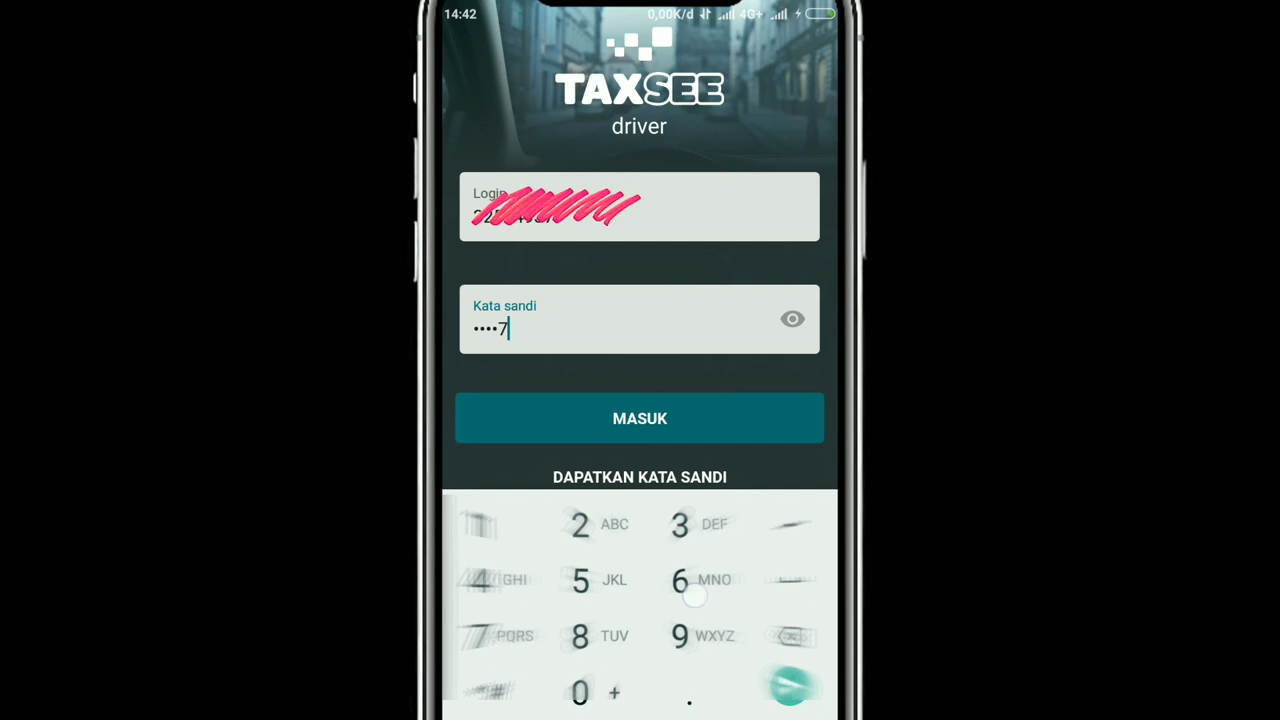 14:42 0,00K/d 4G+
TAXSEE
driver
Login
Kata sandi
••••7
MASUK
DAPATKAN KATA SANDI
2 ABC 3 DEF
4 GHI 5 JKL 6 MNO
7 PQRS 8 TUV 9 WXYZ
0 + .